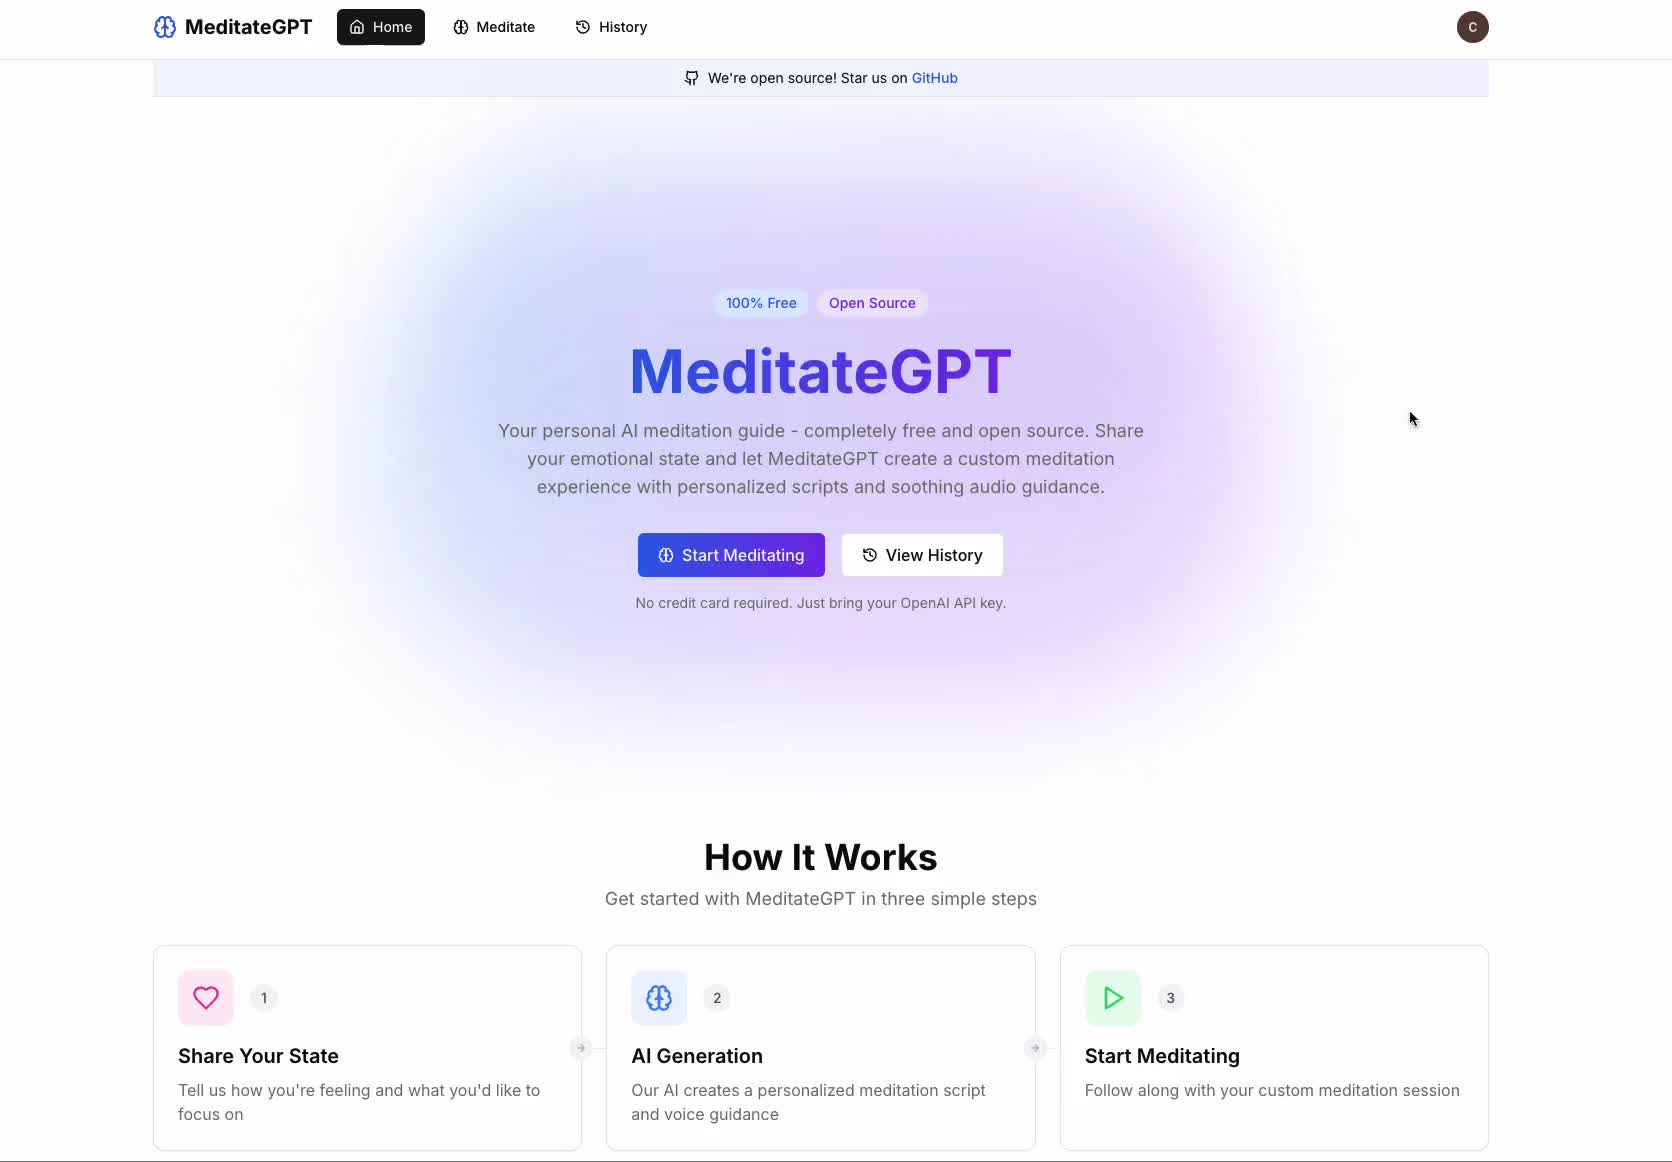 MeditateGPT
Home
Meditate
History
C
We're open source! Star us on GitHub
100% Free
Open Source
MeditateGPT
Your personal AI meditation guide - completely free and open source. Share
your emotional state and let MeditateGPT create a custom meditation
experience with personalized scripts and soothing audio guidance.
Start Meditating
View History
No credit card required. Just bring your OpenAI API key.
How It Works
Get started with MeditateGPT in three simple steps
1
Share Your State
Tell us how you're feeling and what you'd like to
focus on
2
AI Generation
Our AI creates a personalized meditation script
and voice guidance
3
Start Meditating
Follow along with your custom meditation session